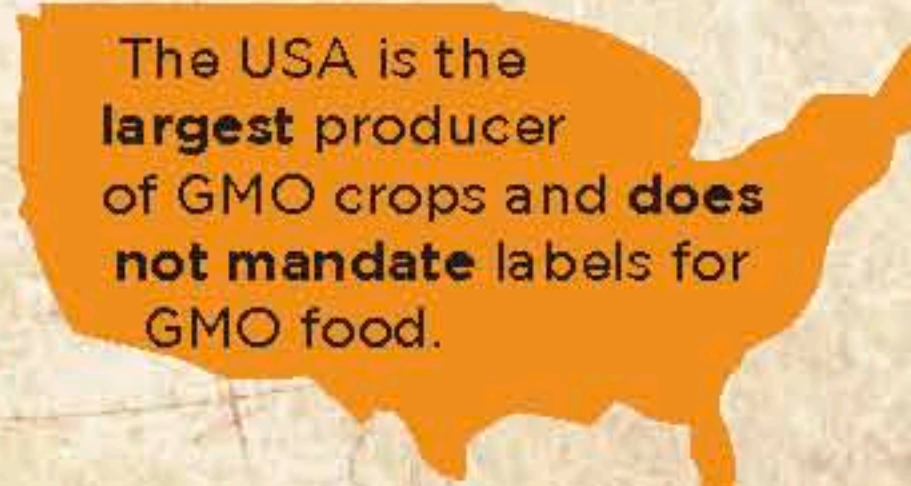 The USA is the
largest producer
of GMO crops and does
not mandate labels for
GMO food.